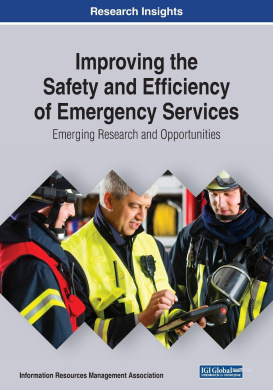 Research Insights
Improving the
Safety and Efficiency
of Emergency Services
Emerging Research and Opportunities
Information Resources Management Association
IGI Global